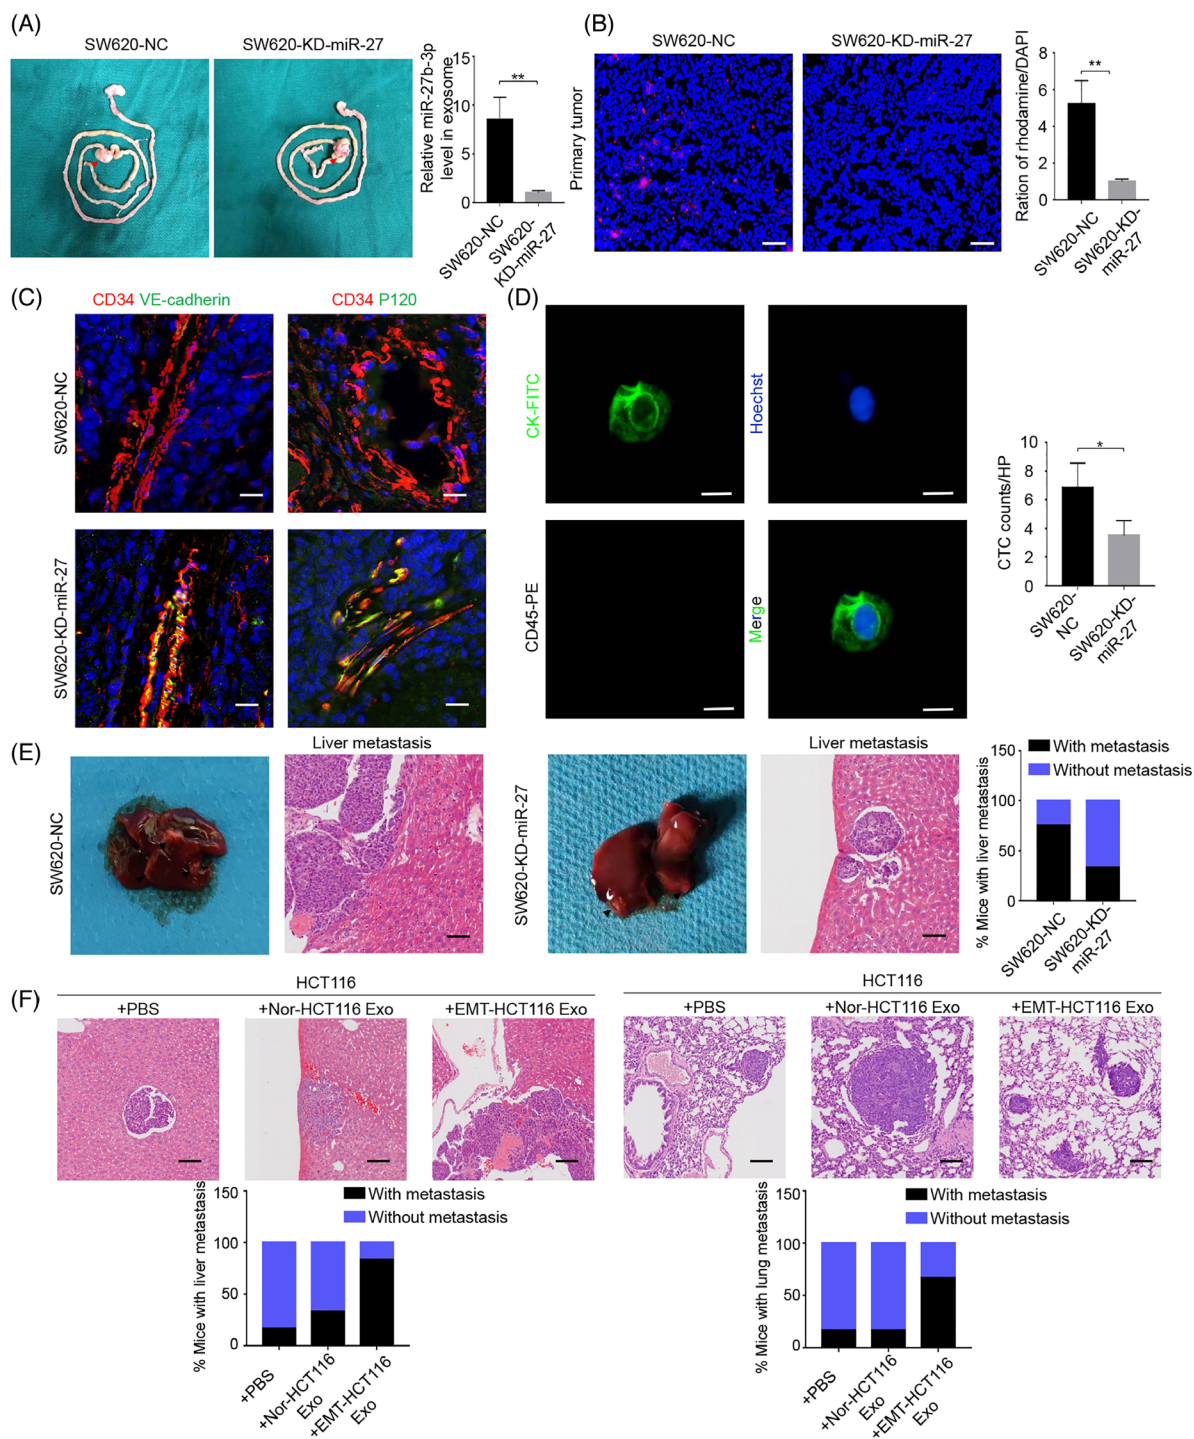 (A)
SW620-NC
SW620-KD-miR-27
Relative miR-27b-3p
level in exosome
15
10
5
0
**
SW620-NC
SW620-
KD-miR-27
(B)
SW620-NC
SW620-KD-miR-27
Primary tumor
Ration of rhodamine/DAPI
8
6
4
2
0
**
SW620-NC
SW620-KD-
miR-27
(C)
CD34 VE-cadherin
CD34 P120
SW620-NC
SW620-KD-miR-27
(D)
CK-FITC
Hoechst
CD45-PE
Merge
CTC counts/HP
10
8
6
4
2
0
*
SW620-
NC
SW620-KD-
miR-27
(E)
SW620-NC
Liver metastasis
SW620-KD-miR-27
Liver metastasis
% Mice with liver metastasis
150
100
50
0
With metastasis
Without metastasis
SW620-NC
SW620-KD-
miR-27
(F)
HCT116
+PBS
+Nor-HCT116 Exo
+EMT-HCT116 Exo
HCT116
+PBS
+Nor-HCT116 Exo
+EMT-HCT116 Exo
% Mice with liver metastasis
150
100
50
0
With metastasis
Without metastasis
+PBS
+Nor-HCT116
Exo
+EMT-HCT116
Exo
% Mice with lung metastasis
150
100
50
0
With metastasis
Without metastasis
+PBS
+Nor-HCT116
Exo
+EMT-HCT116
Exo